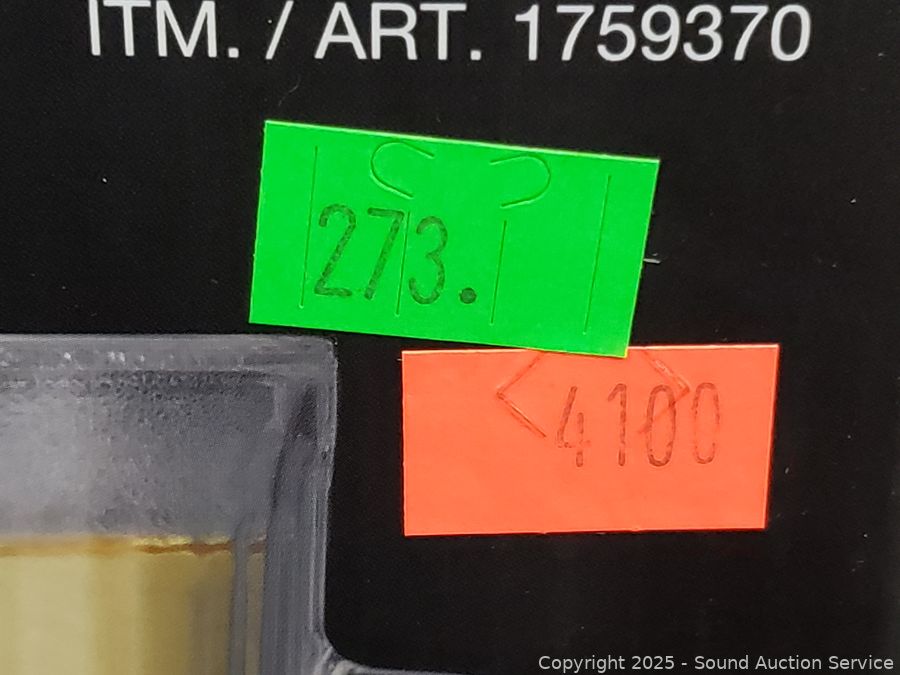 ITM. / ART. 1759370
273.
4100
Copyright 2025 - Sound Auction Service